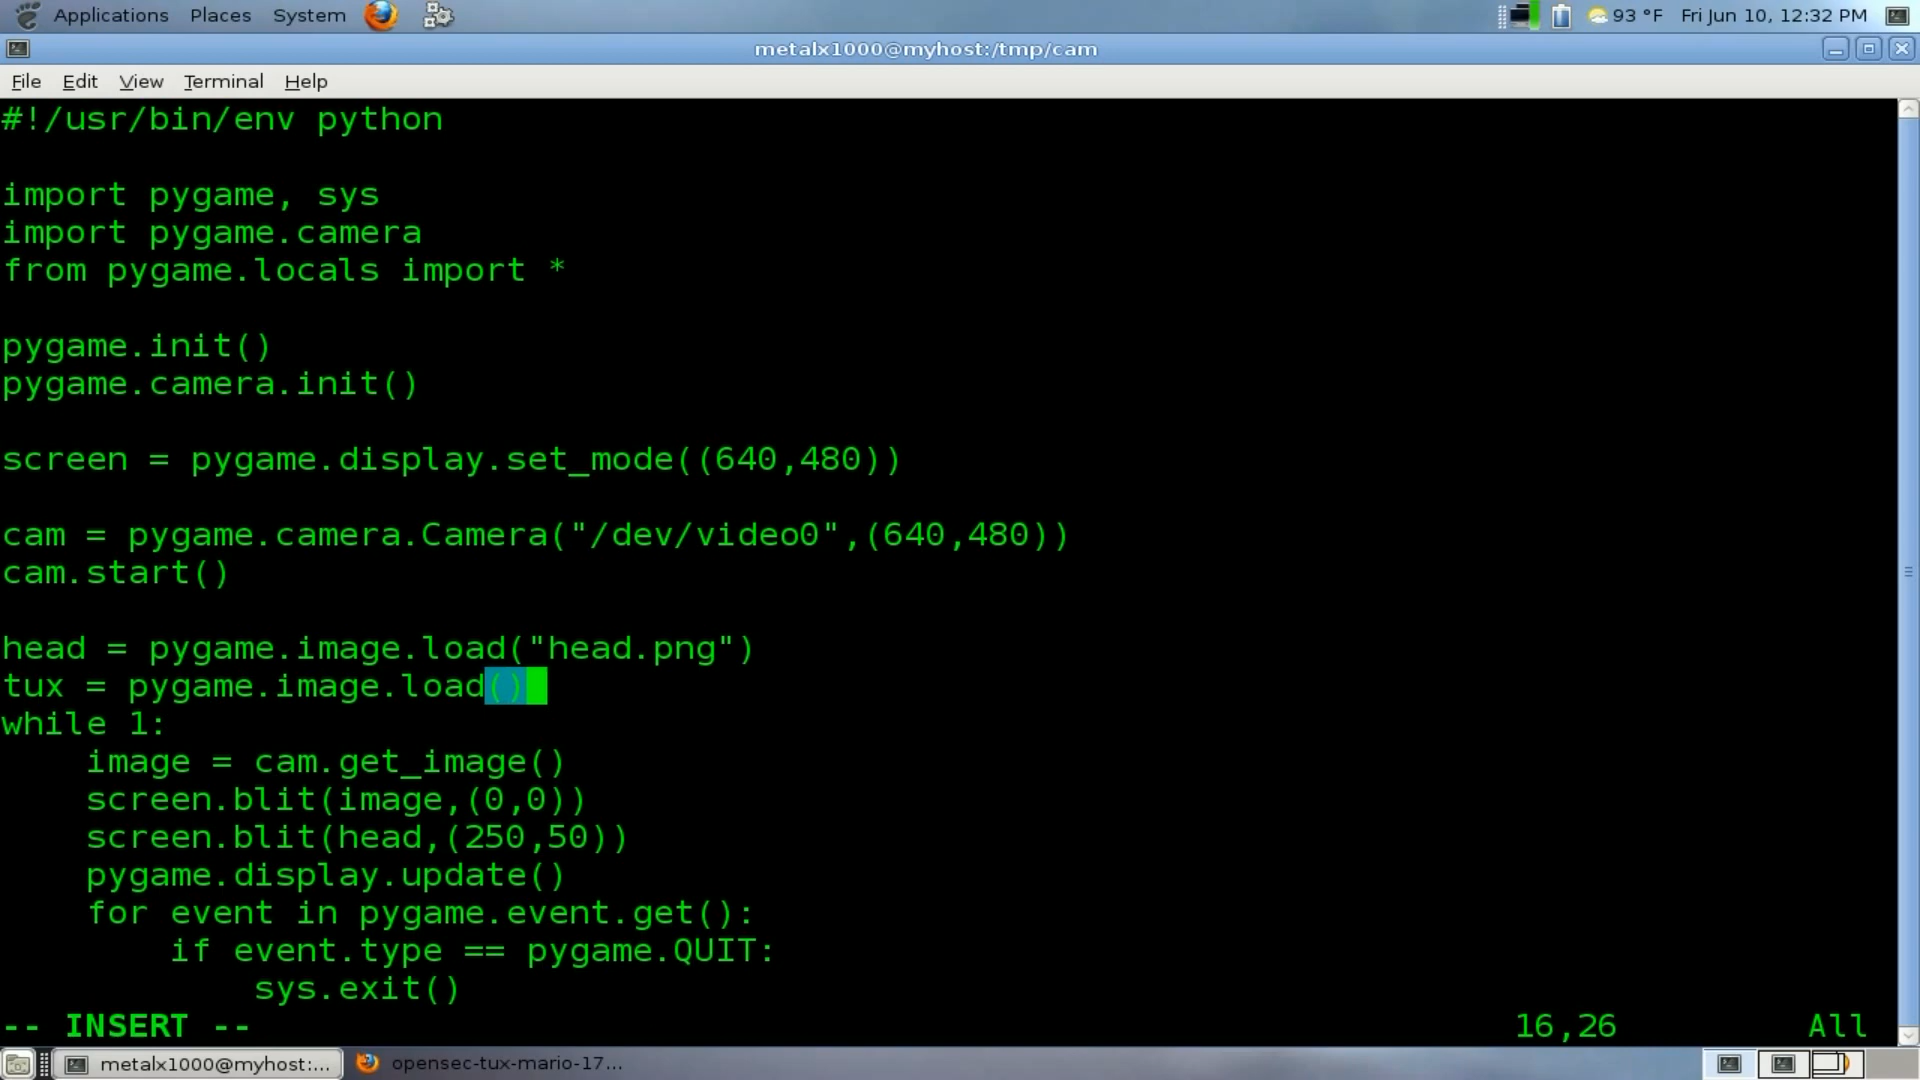 Applications Places System 93 °F Fri Jun 10, 12:32 PM
metalx1000@myhost:/tmp/cam
File Edit View Terminal Help
#!/usr/bin/env python
import pygame, sys
import pygame.camera
from pygame.locals import *
pygame.init()
pygame.camera.init()
screen = pygame.display.set_mode((640,480))
cam = pygame.camera.Camera("/dev/video0",(640,480))
cam.start()
head = pygame.image.load("head.png")
tux = pygame.image.load()
while 1:
     image = cam.get_image()
     screen.blit(image,(0,0))
     screen.blit(head,(250,50))
     pygame.display.update()
     for event in pygame.event.get():
         if event.type == pygame.QUIT:
             sys.exit()
-- INSERT -- 16,26 All
metalx1000@myhost:... opensec-tux-mario-17...